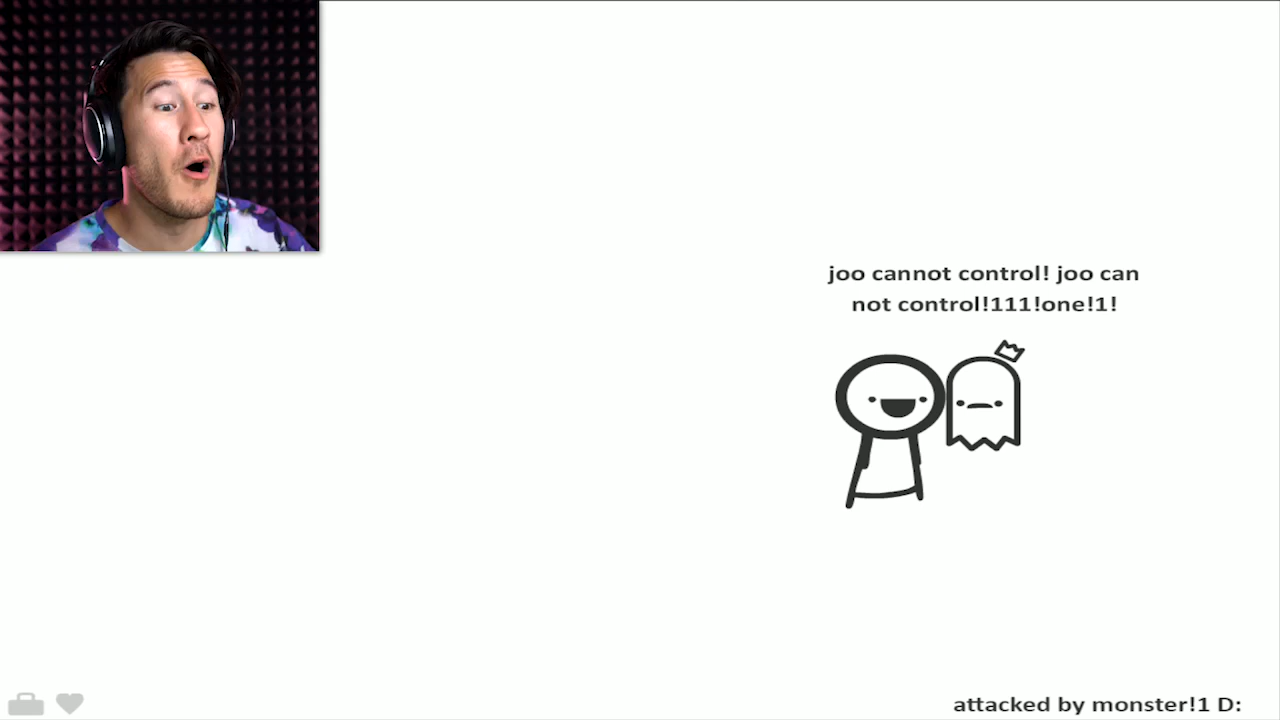 joo cannot control! joo can
not control!111!one!1!
attacked by monster!1 D: